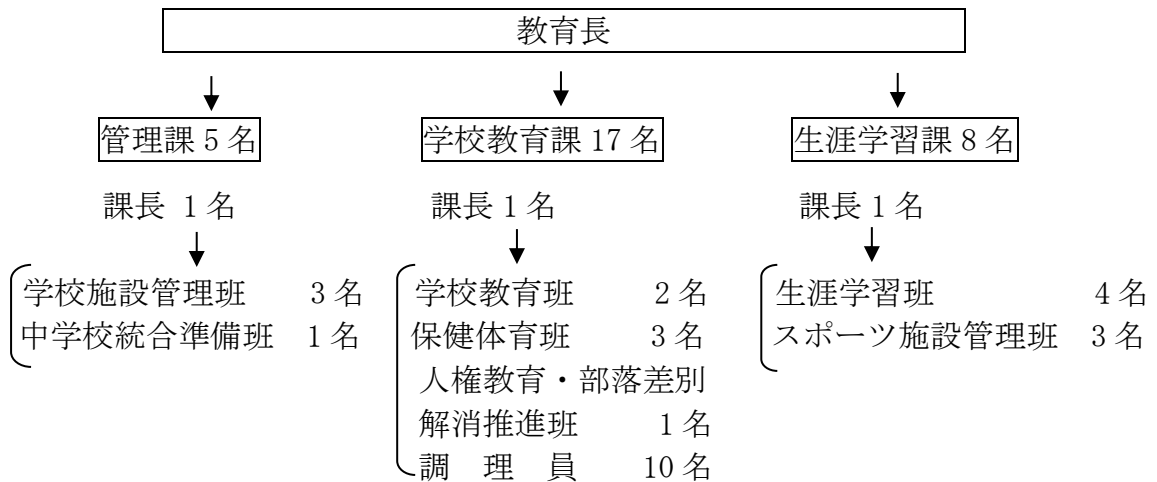 教育長
管理課 5 名
学校教育課 17 名
生涯学習課 8 名
課長 1 名
課長 1 名
課長 1 名
学校施設管理班 3 名
中学校統合準備班 1 名
学校教育班 2 名
保健体育班 3 名
人権教育・部落差別
解消推進班 1 名
調 理 員 10 名
生涯学習班 4 名
スポーツ施設管理班 3 名